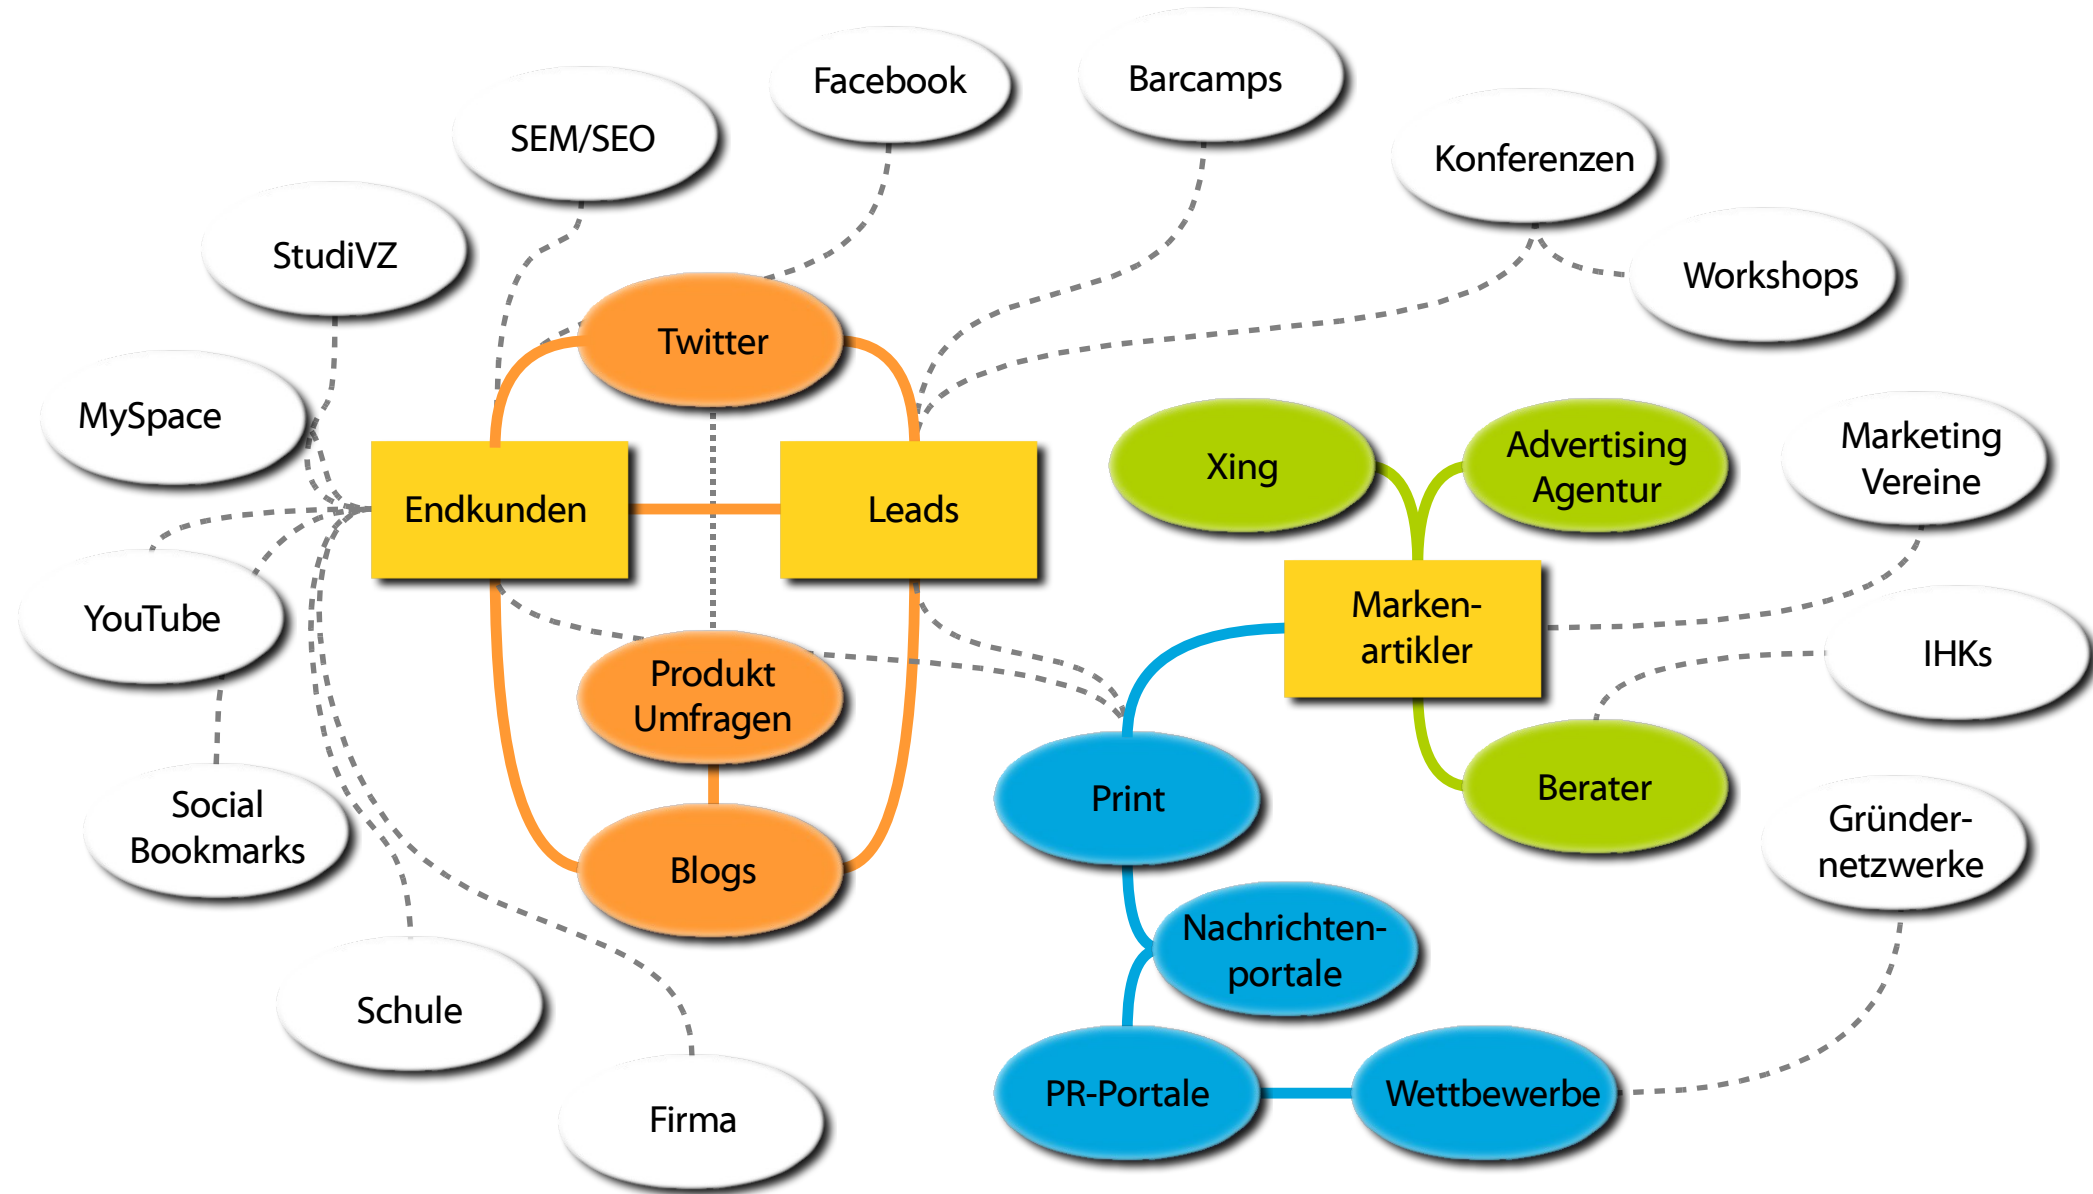 Facebook
Barcamps
SEM/SEO
Konferenzen
StudiVZ
Workshops
Twitter
MySpace
Xing
Advertising
Agentur
Marketing
Vereine
Endkunden
Leads
YouTube
Marken-
artikler
IHKs
Produkt
Umfragen
Print
Berater
Social
Bookmarks
Blogs
Gründer-
netzwerke
Nachrichten-
portale
Schule
PR-Portale
Wettbewerbe
Firma